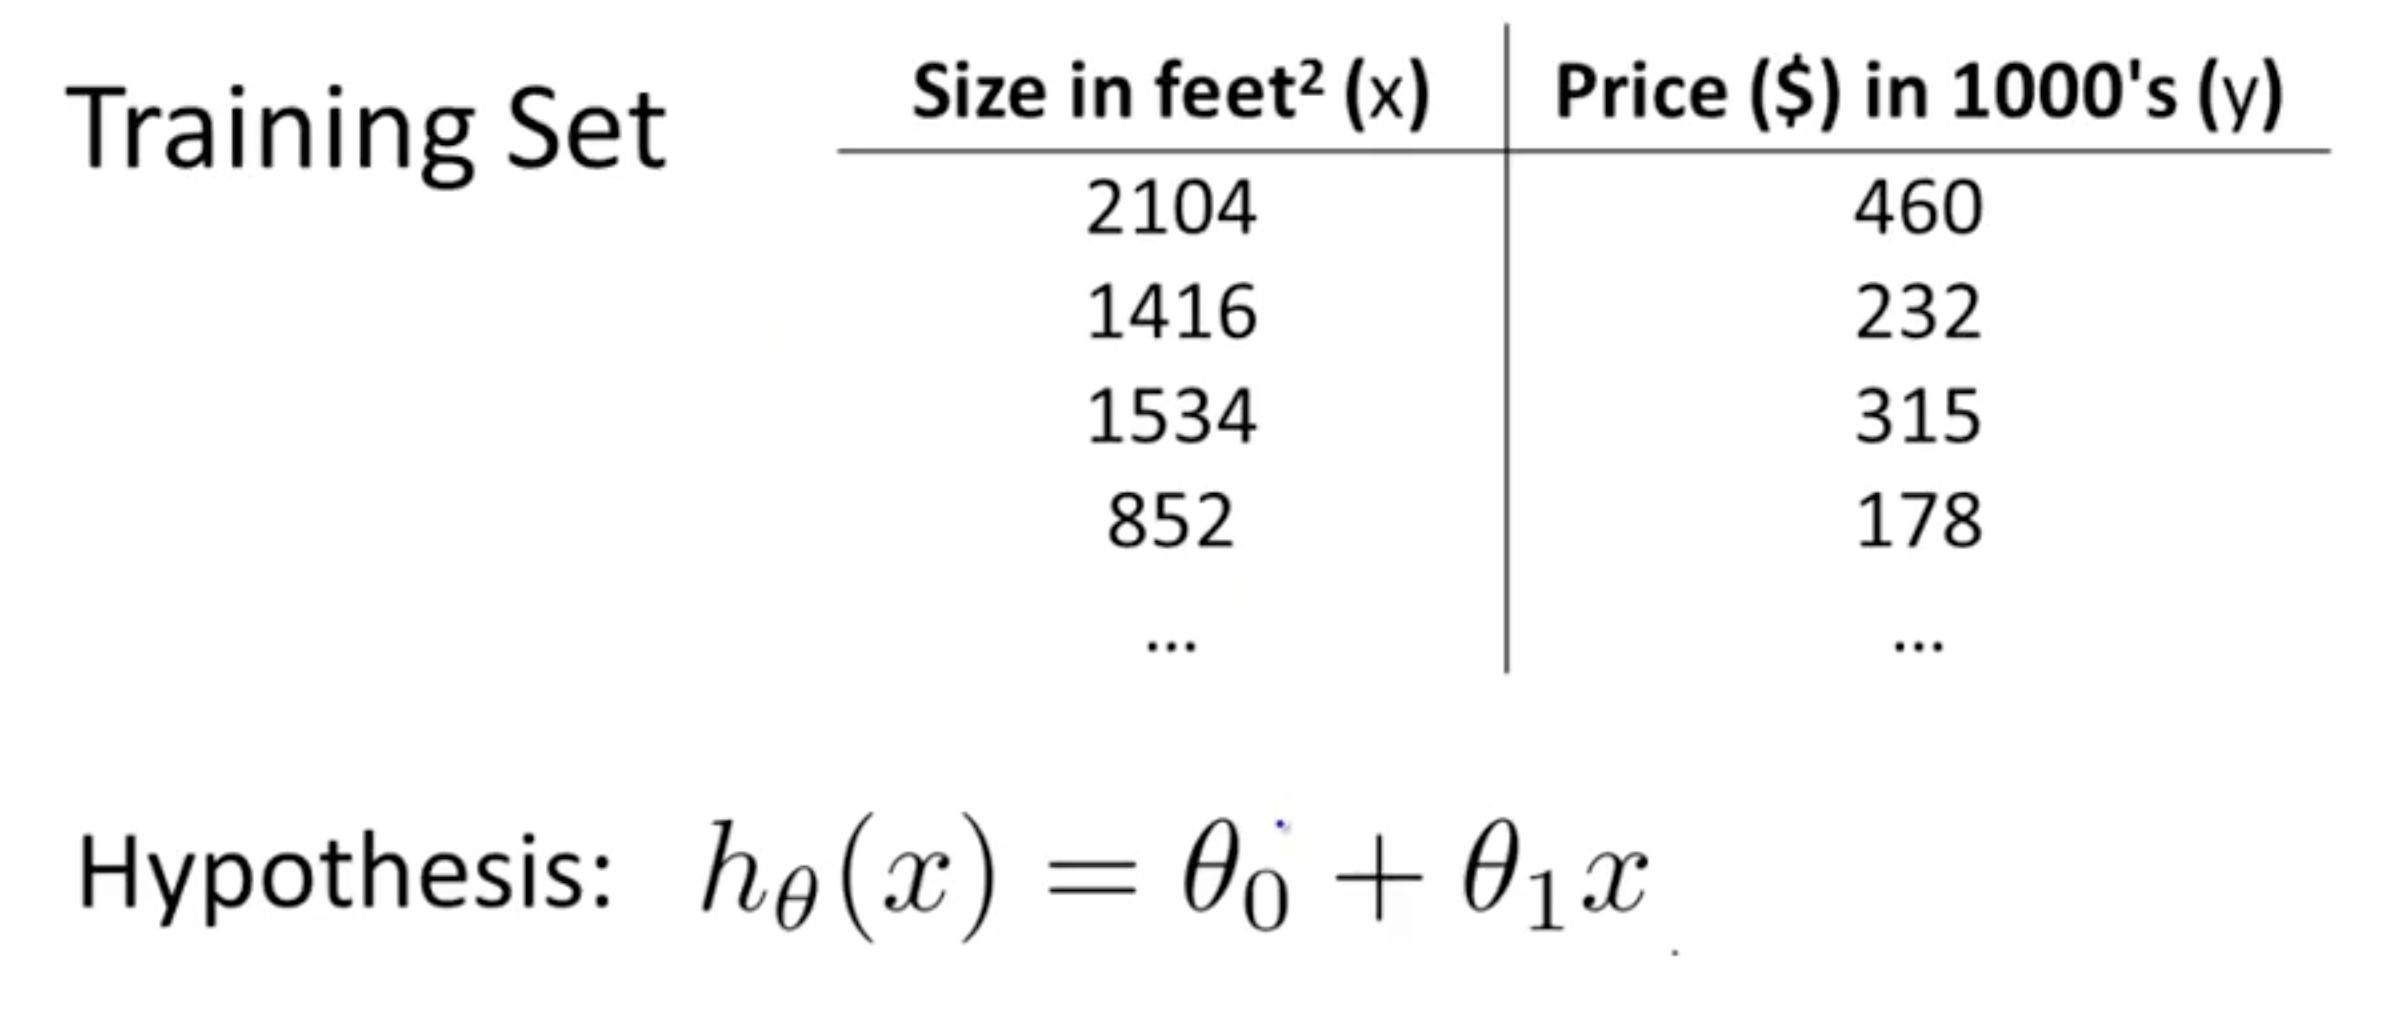 Training Set
Size in feet² (x) Price ($) in 1000's (y)
2104 460
1416 232
1534 315
852 178
... ...
Hypothesis: hθ(x) = θ₀ + θ₁x